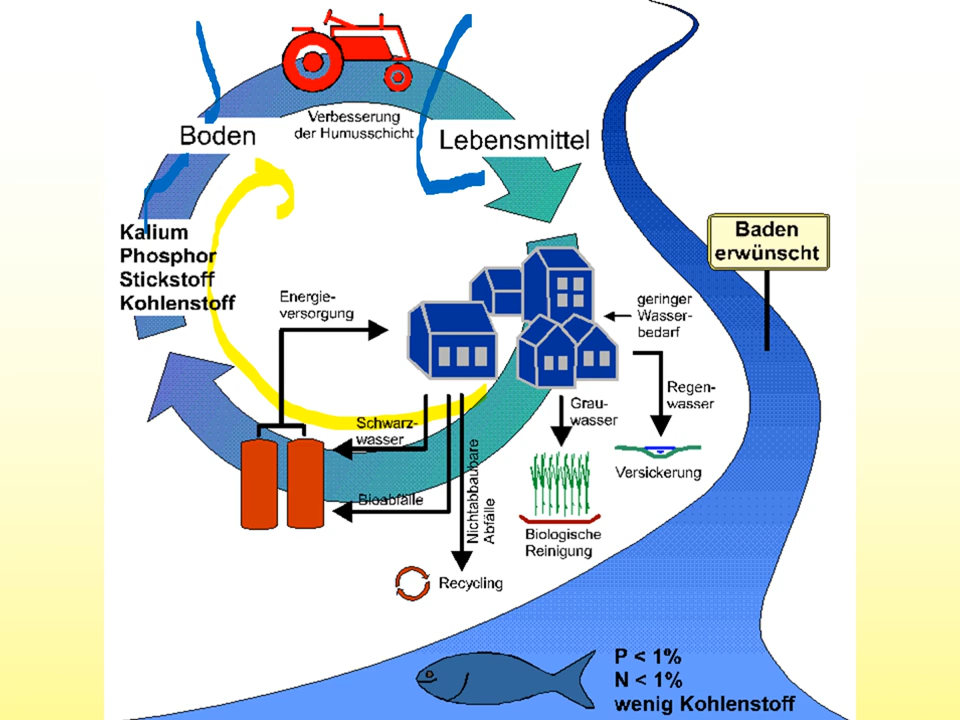 Verbesserung
der Humusschicht
Boden
Lebensmittel
Kalium
Phosphor
Stickstoff
Kohlenstoff
Baden
erwünscht
Energie-
versorgung
geringer
Wasser-
bedarf
Regen-
wasser
Grau-
wasser
Schwarz-
wasser
Versickerung
Bioabfälle
Nichtabbaubare
Abfälle
Biologische
Reinigung
Recycling
P < 1%
N < 1%
wenig Kohlenstoff